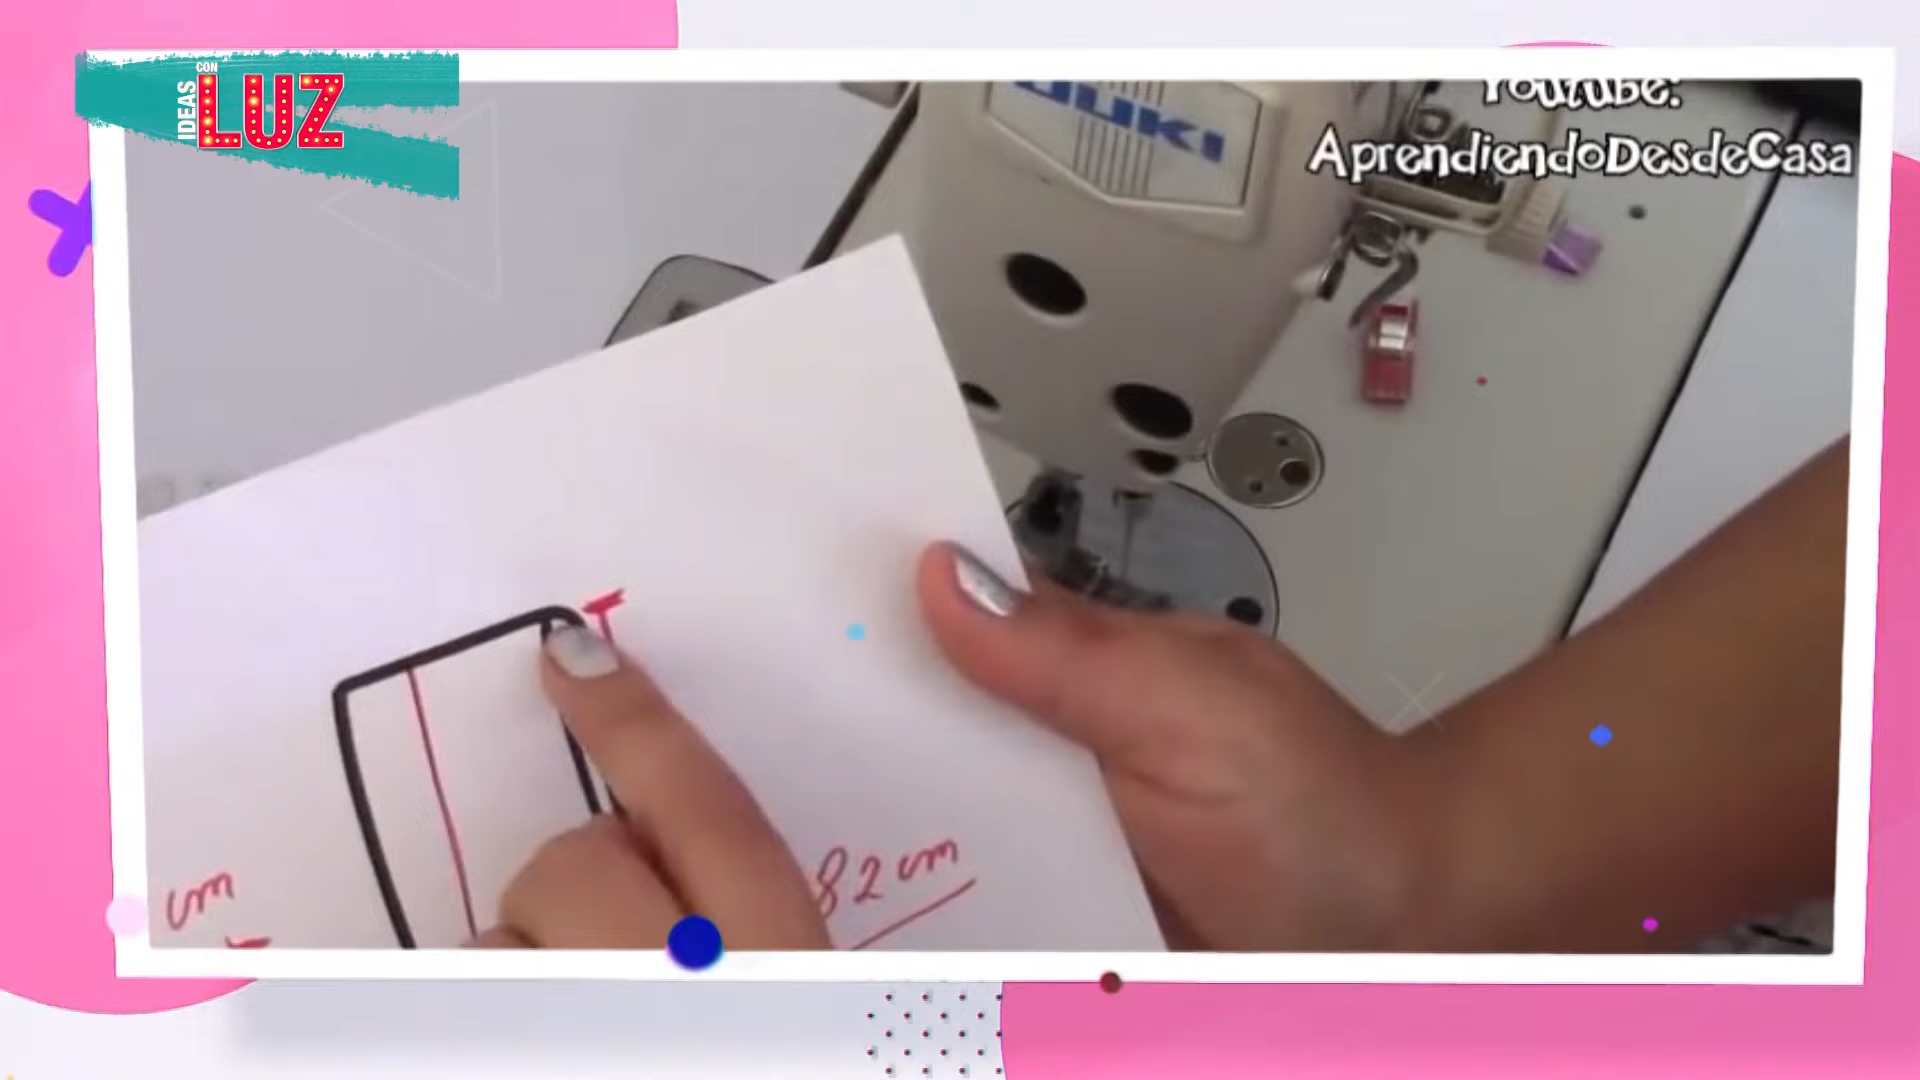 IDEAS
CON
LUZ
JUKI
Youtube:
AprendiendoDesdeCasa
82 cm
cm